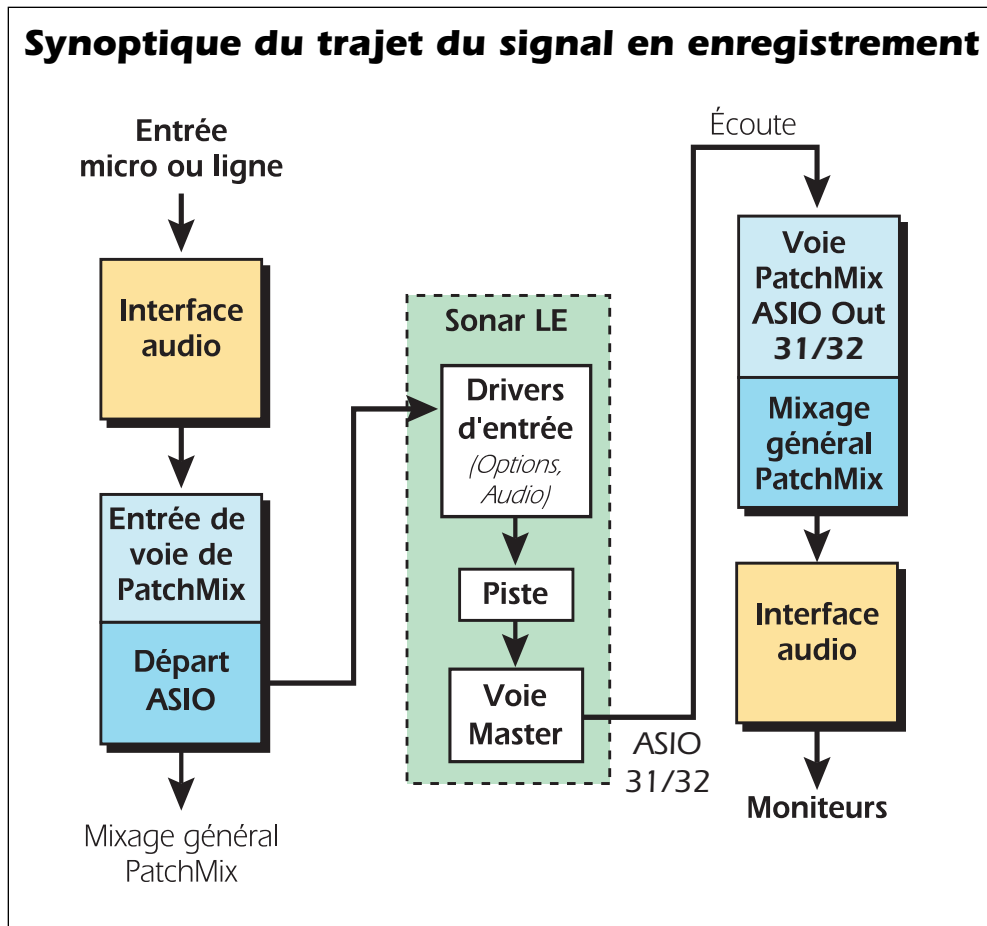 Synoptique du trajet du signal en enregistrement
Entrée
micro ou ligne
Interface
audio
Entrée de
voie de
PatchMix
Départ
ASIO
Mixage général
PatchMix
Sonar LE
Drivers
d'entrée
(Options,
Audio)
Piste
Voie
Master
ASIO
31/32
Écoute
Voie
PatchMix
ASIO Out
31/32
Mixage
général
PatchMix
Interface
audio
Moniteurs